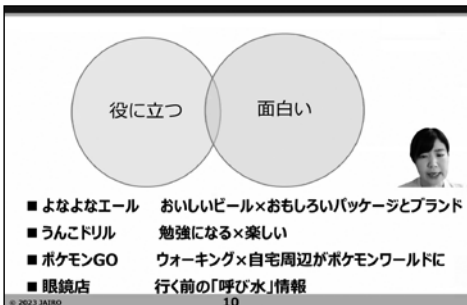 役に立つ 面白い
■ よなよなエール おいしいビール×おもしろいパッケージとブランド
■ うんこドリル 勉強になる×楽しい
■ ポケモンGO ウォーキング×自宅周辺がポケモンワールドに
■ 眼鏡店 行く前の「呼び水」情報
© 2023 JAIRO 10